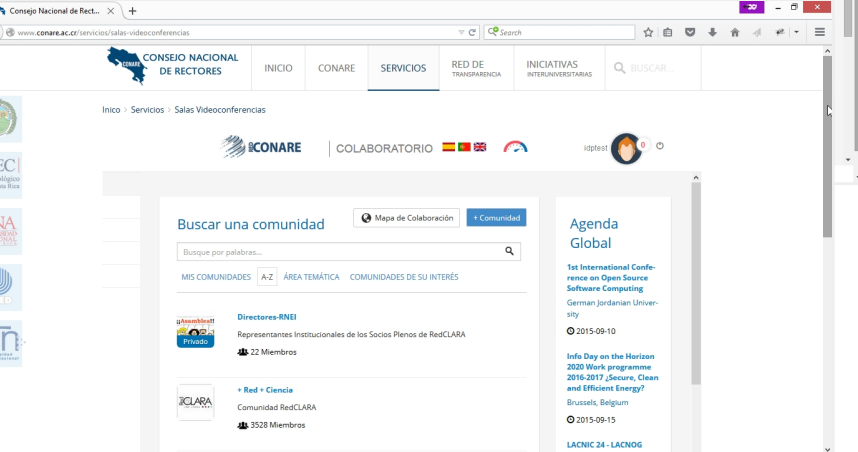 Consejo Nacional de Rect...
www.conare.ac.cr/servicios/salas-videoconferencias
Search
CONARE
CONSEJO NACIONAL
DE RECTORES
INICIO
CONARE
SERVICIOS
RED DE
TRANSPARENCIA
INICIATIVAS
INTERUNIVERSITARIAS
BUSCAR...
Inico > Servicios > Salas Videoconferencias
CONARE
COLABORATORIO
idptest
0
Buscar una comunidad
Mapa de Colaboración
+ Comunidad
Busque por palabras...
MIS COMUNIDADES
A-Z
ÁREA TEMÁTICA
COMUNIDADES DE SU INTERÉS
¡¡Asamblea!!
Privado
Directores-RNEI
Representantes Institucionales de los Socios Plenos de RedCLARA
22 Miembros
CLARA
+ Red + Ciencia
Comunidad RedCLARA
3528 Miembros
Agenda
Global
1st International Confe-
rence on Open Source
Software Computing
German Jordanian Univer-
sity
2015-09-10
Info Day on the Horizon
2020 Work programme
2016-2017 ¿Secure, Clean
and Efficient Energy?
Brussels, Belgium
2015-09-15
LACNIC 24 - LACNOG